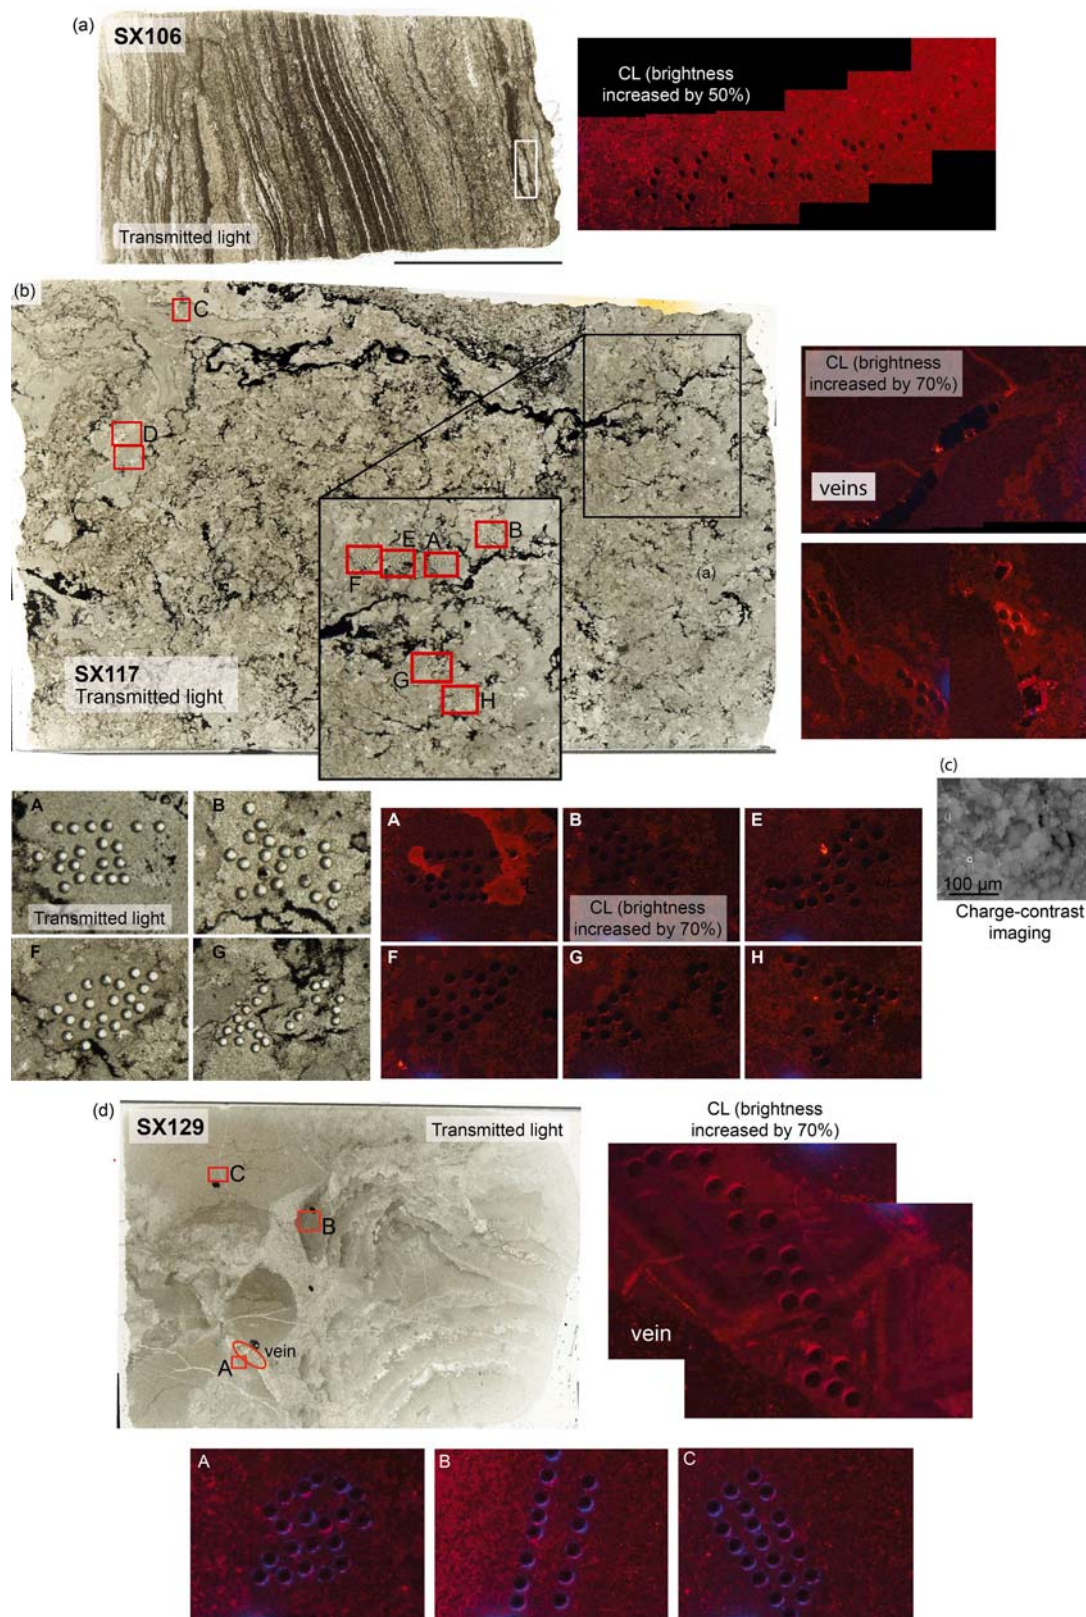 (a)
SX106
CL (brightness
increased by 50%)
Transmitted light
(b)
C
D
CL (brightness
increased by 70%)
veins
B
E A
F
(a)
G
H
SX117
Transmitted light
(c)
100 µm
Charge-contrast
imaging
A
B
Transmitted light
F
G
A
L
B
CL (brightness
increased by 70%)
E
F
G
H
(d)
SX129
Transmitted light
C
B
vein
A
CL (brightness
increased by 70%)
vein
A
B
C